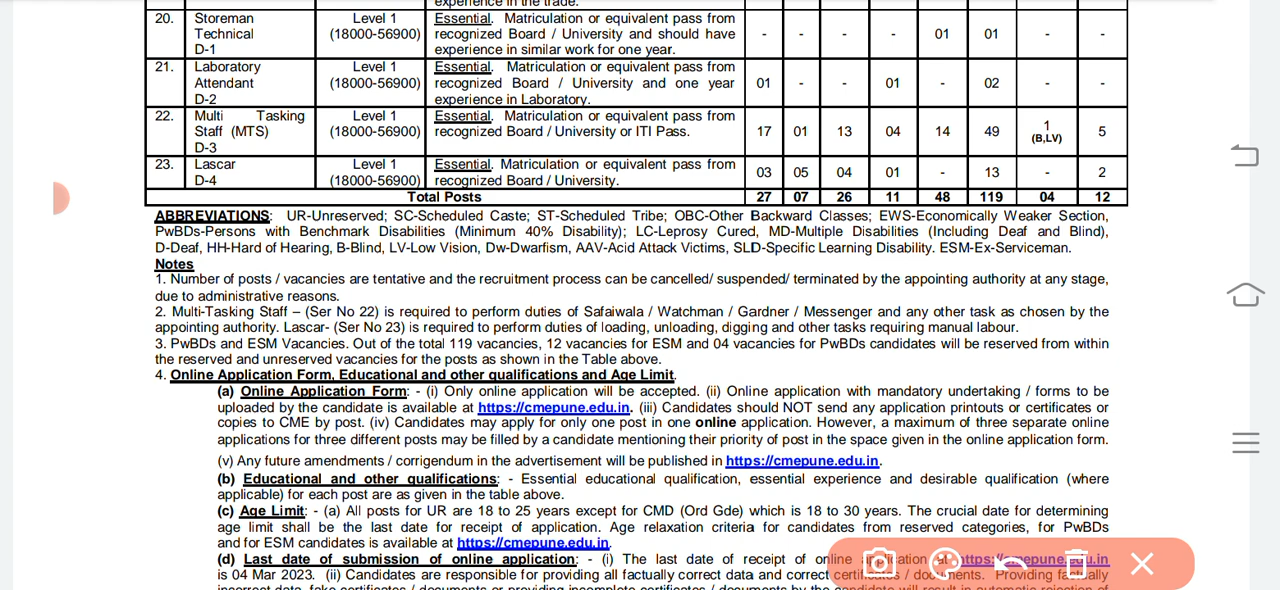 experience in the trade.
20. Storeman Level 1 Essential. Matriculation or equivalent pass from
Technical (18000-56900) recognized Board / University and should have - - - - 01 01 - -
D-1 experience in similar work for one year.
21. Laboratory Level 1 Essential. Matriculation or equivalent pass from
Attendant (18000-56900) recognized Board / University and one year 01 - - 01 - 02 - -
D-2 experience in Laboratory.
22. Multi Tasking Level 1 Essential. Matriculation or equivalent pass from
Staff (MTS) (18000-56900) recognized Board / University or ITI Pass. 17 01 13 04 14 49 1 (B,LV) 5
D-3
23. Lascar Level 1 Essential. Matriculation or equivalent pass from
D-4 (18000-56900) recognized Board / University. 03 05 04 01 - 13 - 2
Total Posts 27 07 26 11 48 119 04 12
ABBREVIATIONS: UR-Unreserved; SC-Scheduled Caste; ST-Scheduled Tribe; OBC-Other Backward Classes; EWS-Economically Weaker Section,
PwBDs-Persons with Benchmark Disabilities (Minimum 40% Disability); LC-Leprosy Cured, MD-Multiple Disabilities (Including Deaf and Blind),
D-Deaf, HH-Hard of Hearing, B-Blind, LV-Low Vision, Dw-Dwarfism, AAV-Acid Attack Victims, SLD-Specific Learning Disability. ESM-Ex-Serviceman.
Notes
1. Number of posts / vacancies are tentative and the recruitment process can be cancelled/ suspended/ terminated by the appointing authority at any stage,
due to administrative reasons.
2. Multi-Tasking Staff – (Ser No 22) is required to perform duties of Safaiwala / Watchman / Gardner / Messenger and any other task as chosen by the
appointing authority. Lascar- (Ser No 23) is required to perform duties of loading, unloading, digging and other tasks requiring manual labour.
3. PwBDs and ESM Vacancies. Out of the total 119 vacancies, 12 vacancies for ESM and 04 vacancies for PwBDs candidates will be reserved from within
the reserved and unreserved vacancies for the posts as shown in the Table above.
4. Online Application Form, Educational and other qualifications and Age Limit.
(a) Online Application Form: - (i) Only online application will be accepted. (ii) Online application with mandatory undertaking / forms to be
uploaded by the candidate is available at https://cmepune.edu.in. (iii) Candidates should NOT send any application printouts or certificates or
copies to CME by post. (iv) Candidates may apply for only one post in one online application. However, a maximum of three separate online
applications for three different posts may be filled by a candidate mentioning their priority of post in the space given in the online application form.
(v) Any future amendments / corrigendum in the advertisement will be published in https://cmepune.edu.in.
(b) Educational and other qualifications: - Essential educational qualification, essential experience and desirable qualification (where
applicable) for each post are as given in the table above.
(c) Age Limit: - (a) All posts for UR are 18 to 25 years except for CMD (Ord Gde) which is 18 to 30 years. The crucial date for determining
age limit shall be the last date for receipt of application. Age relaxation criteria for candidates from reserved categories, for PwBDs
and for ESM candidates is available at https://cmepune.edu.in.
(d) Last date of submission of online application: - (i) The last date of receipt of online application at https://cmepune.edu.in
is 04 Mar 2023. (ii) Candidates are responsible for providing all factually correct data and correct certificates / documents. Providing factually